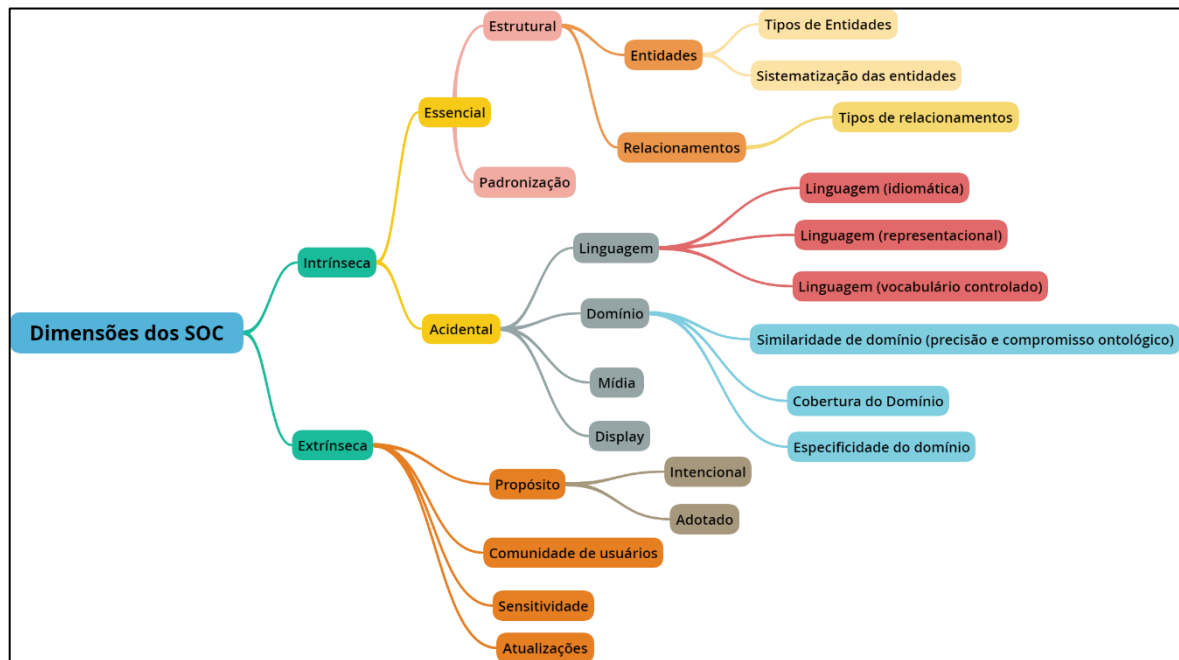 Dimensões dos SOC
Intrínseca
Essencial
Estrutural
Entidades
Tipos de Entidades
Sistematização das entidades
Relacionamentos
Tipos de relacionamentos
Padronização
Acidental
Linguagem
Linguagem (idiomática)
Linguagem (representacional)
Linguagem (vocabulário controlado)
Domínio
Similaridade de domínio (precisão e compromisso ontológico)
Cobertura do Domínio
Especificidade do domínio
Mídia
Display
Extrínseca
Propósito
Intencional
Adotado
Comunidade de usuários
Sensitividade
Atualizações